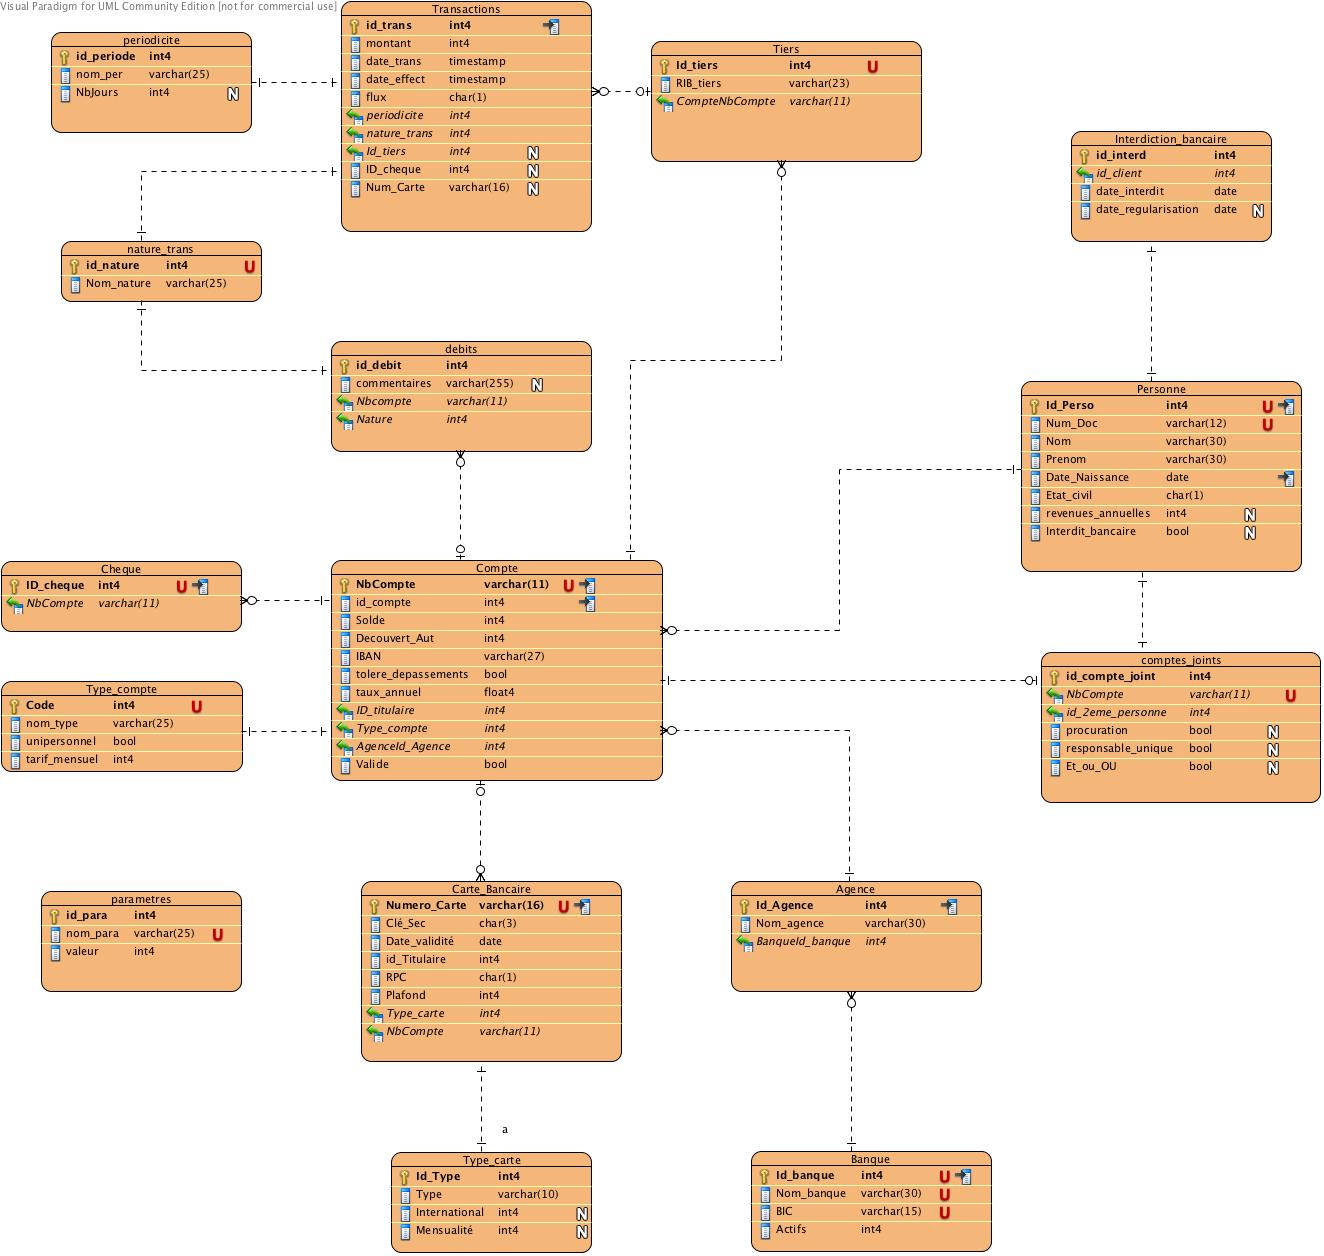 Visual Paradigm for UML Community Edition [not for commercial use]
Transactions
id_trans int4
montant int4
date_trans timestamp
date_effect timestamp
flux char(1)
periodicite int4
nature_trans int4
Id_tiers int4 N
ID_cheque int4 N
Num_Carte varchar(16) N
periodicite
id_periode int4
nom_per varchar(25)
NbJours int4 N
Tiers
Id_tiers int4 U
RIB_tiers varchar(23)
CompteNbCompte varchar(11)
Interdiction_bancaire
id_interd int4
id_client int4
date_interdit date
date_regularisation date N
nature_trans
id_nature int4 U
Nom_nature varchar(25)
debits
id_debit int4
commentaires varchar(255) N
Nbcompte varchar(11)
Nature int4
Personne
Id_Perso int4 U
Num_Doc varchar(12) U
Nom varchar(30)
Prenom varchar(30)
Date_Naissance date
Etat_civil char(1)
revenues_annuelles int4 N
Interdit_bancaire bool N
Cheque
ID_cheque int4 U
NbCompte varchar(11)
Compte
NbCompte varchar(11) U
id_compte int4
Solde int4
Decouvert_Aut int4
IBAN varchar(27)
tolere_depassements bool
taux_annuel float4
ID_titulaire int4
Type_compte int4
AgenceId_Agence int4
Valide bool
Type_compte
Code int4 U
nom_type varchar(25)
unipersonnel bool
tarif_mensuel int4
comptes_joints
id_compte_joint int4
NbCompte varchar(11) U
id_2eme_personne int4
procuration bool N
responsable_unique bool N
Et_ou_OU bool N
parametres
id_para int4
nom_para varchar(25) U
valeur int4
Carte_Bancaire
Numero_Carte varchar(16) U
Clé_Sec char(3)
Date_validité date
id_Titulaire int4
RPC char(1)
Plafond int4
Type_carte int4
NbCompte varchar(11)
Agence
Id_Agence int4
Nom_agence varchar(30)
BanqueId_banque int4
a
Type_carte
Id_Type int4
Type varchar(10)
International int4 N
Mensualité int4 N
Banque
Id_banque int4 U
Nom_banque varchar(30) U
BIC varchar(15) U
Actifs int4